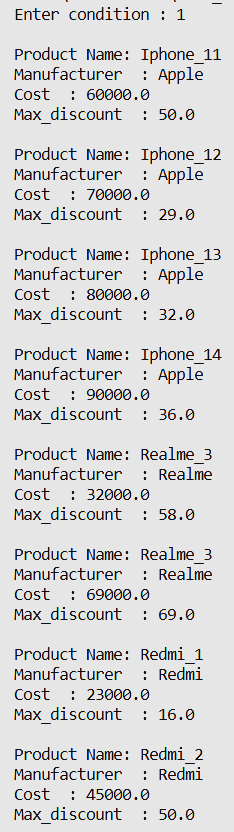 Enter condition : 1
Product Name: Iphone_11
Manufacturer  : Apple
Cost  : 60000.0
Max_discount  : 50.0
Product Name: Iphone_12
Manufacturer  : Apple
Cost  : 70000.0
Max_discount  : 29.0
Product Name: Iphone_13
Manufacturer  : Apple
Cost  : 80000.0
Max_discount  : 32.0
Product Name: Iphone_14
Manufacturer  : Apple
Cost  : 90000.0
Max_discount  : 36.0
Product Name: Realme_3
Manufacturer  : Realme
Cost  : 32000.0
Max_discount  : 58.0
Product Name: Realme_3
Manufacturer  : Realme
Cost  : 69000.0
Max_discount  : 69.0
Product Name: Redmi_1
Manufacturer  : Redmi
Cost  : 23000.0
Max_discount  : 16.0
Product Name: Redmi_2
Manufacturer  : Redmi
Cost  : 45000.0
Max_discount  : 50.0